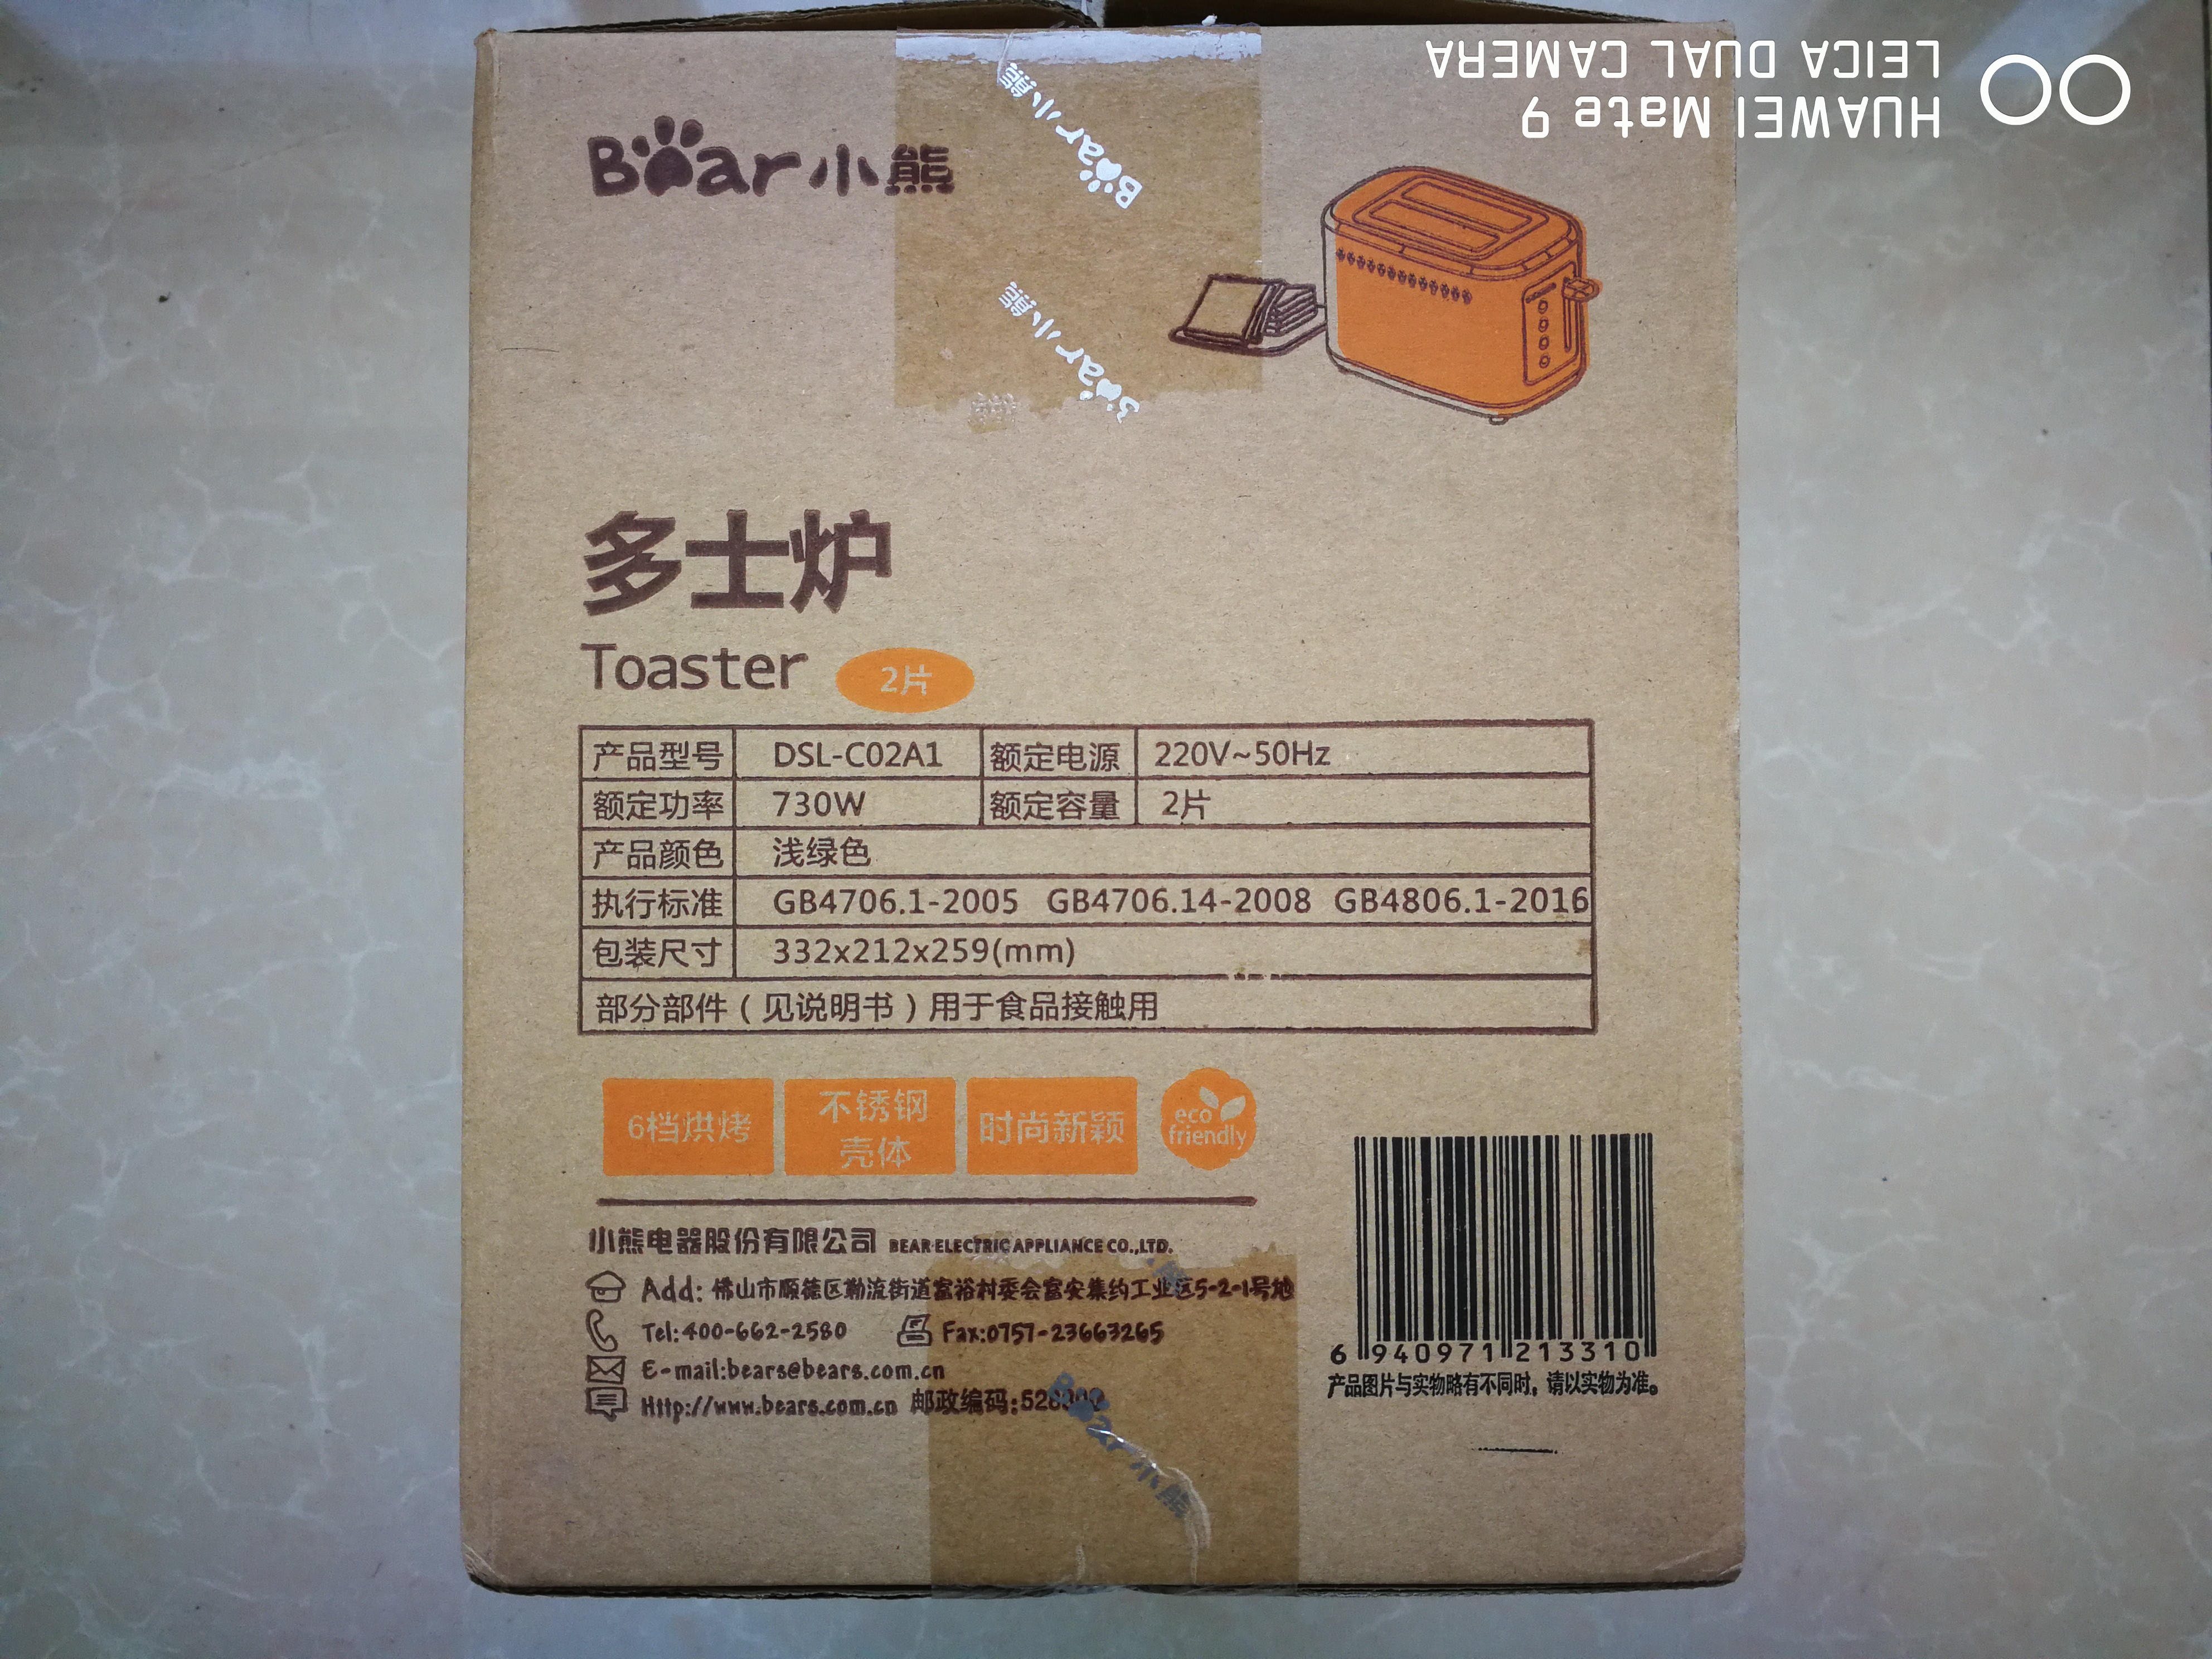 HUAWEI Mate 9
LEICA DUAL CAMERA
Bear小熊
Bear小熊
Bear小熊
多士炉
Toaster 2片
产品型号 DSL-C02A1 额定电源 220V~50Hz
额定功率 730W 额定容量 2片
产品颜色 浅绿色
执行标准 GB4706.1-2005 GB4706.14-2008 GB4806.1-2016
包装尺寸 332x212x259(mm)
部分部件(见说明书)用于食品接触用
6档烘烤
不锈钢
壳体
时尚新颖
eco
friendly
小熊电器股份有限公司 BEAR ELECTRIC APPLIANCE CO.,LTD.
Add: 佛山市顺德区勒流街道富裕村委会富安集约工业区5-2-1号地
Tel:400-662-2580 Fax:0757-23663265
E-mail:bears@bears.com.cn
Http://www.bears.com.cn 邮政编码:
Bear小熊
6 940971 213310
产品图片与实物略有不同时，请以实物为准。